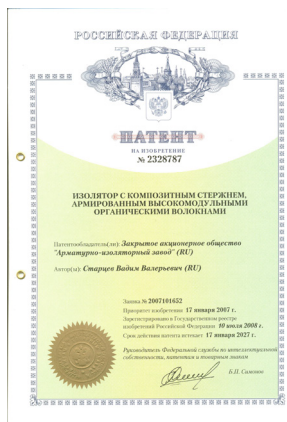 РОССИЙСКАЯ ФЕДЕРАЦИЯ
ПАТЕНТ
НА ИЗОБРЕТЕНИЕ
№ 2328787
ИЗОЛЯТОР С КОМПОЗИТНЫМ СТЕРЖНЕМ,
АРМИРОВАННЫМ ВЫСОКОМОДУЛЬНЫМИ
ОРГАНИЧЕСКИМИ ВОЛОКНАМИ
Патентообладатель(ли): Закрытое акционерное общество
"Арматурно-изоляторный завод" (RU)
Автор(ы): Старцев Вадим Валерьевич (RU)
Заявка № 2007101652
Приоритет изобретения 17 января 2007 г.
Зарегистрировано в Государственном реестре
изобретений Российской Федерации 10 июля 2008 г.
Срок действия патента истекает 17 января 2027 г.
Руководитель Федеральной службы по интеллектуальной
собственности, патентам и товарным знакам
Б.П. Симонов